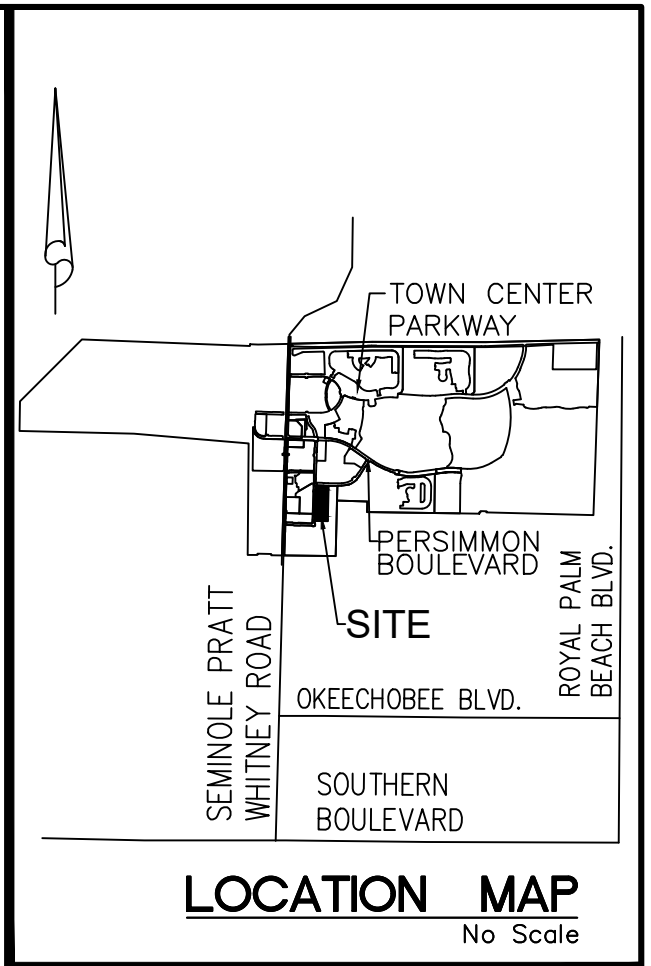 TOWN CENTER
PARKWAY
PERSIMMON
BOULEVARD
SITE
SEMINOLE PRATT
WHITNEY ROAD
ROYAL PALM
BEACH BLVD.
OKEECHOBEE BLVD.
SOUTHERN
BOULEVARD
LOCATION MAP
No Scale